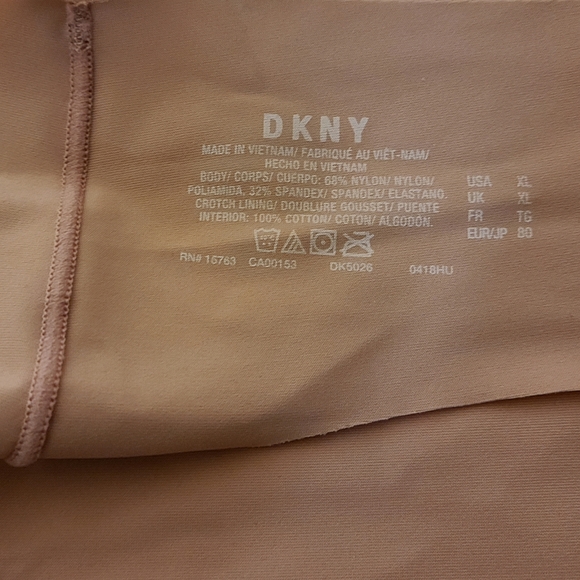 DKNY
MADE IN VIETNAM/ FABRIQUÉ AU VIÊT-NAM/
HECHO EN VIETNAM
BODY/ CORPS/ CUERPO: 68% NYLON/ NYLON/
POLIAMIDA, 32% SPANDEX/ SPANDEX/ ELASTANO.
CROTCH LINING/ DOUBLURE GOUSSET/ PUENTE
INTERIOR: 100% COTTON/ COTON/ ALGODÓN.
USA XL
UK XL
FR TG
EUR/JP 80
RN# 15763 CA00153 DK5026 0418HU